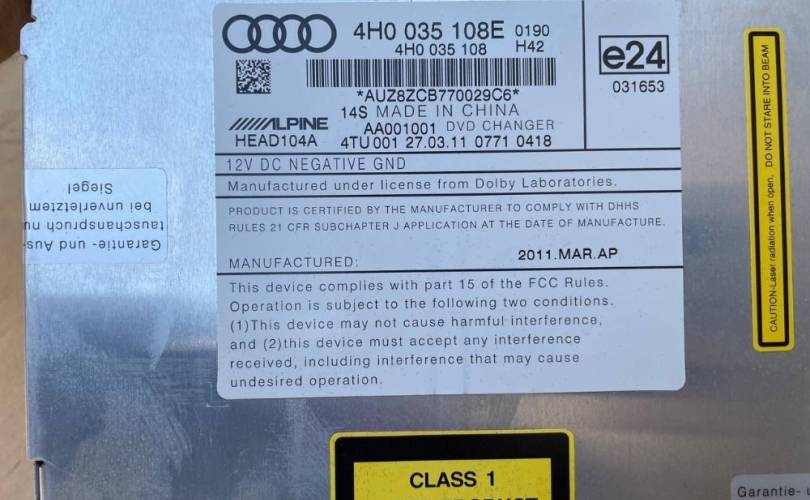 4H0 035 108E 0190
4H0 035 108 H42
*AUZ8ZCB770029C6*
14S MADE IN CHINA
ALPINE AA001001 DVD CHANGER
HEAD104A 4TU 001 27.03.11 0771 0418
e24
031653
12V DC NEGATIVE GND
Manufactured under license from Dolby Laboratories.
PRODUCT IS CERTIFIED BY THE MANUFACTURER TO COMPLY WITH DHHS
RULES 21 CFR SUBCHAPTER J APPLICATION AT THE DATE OF MANUFACTURE.
MANUFACTURED: 2011.MAR.AP
This device complies with part 15 of the FCC Rules.
Operation is subject to the following two conditions.
(1)This device may not cause harmful interference,
and (2)this device must accept any interference
received, including interference that may cause
undesired operation.
Garantie- und Aus-
tauschanspruch nu
bei unverletztem
Siegel
CAUTION-Laser radiation when open. DO NOT STARE INTO BEAM
CLASS 1
Garantie-